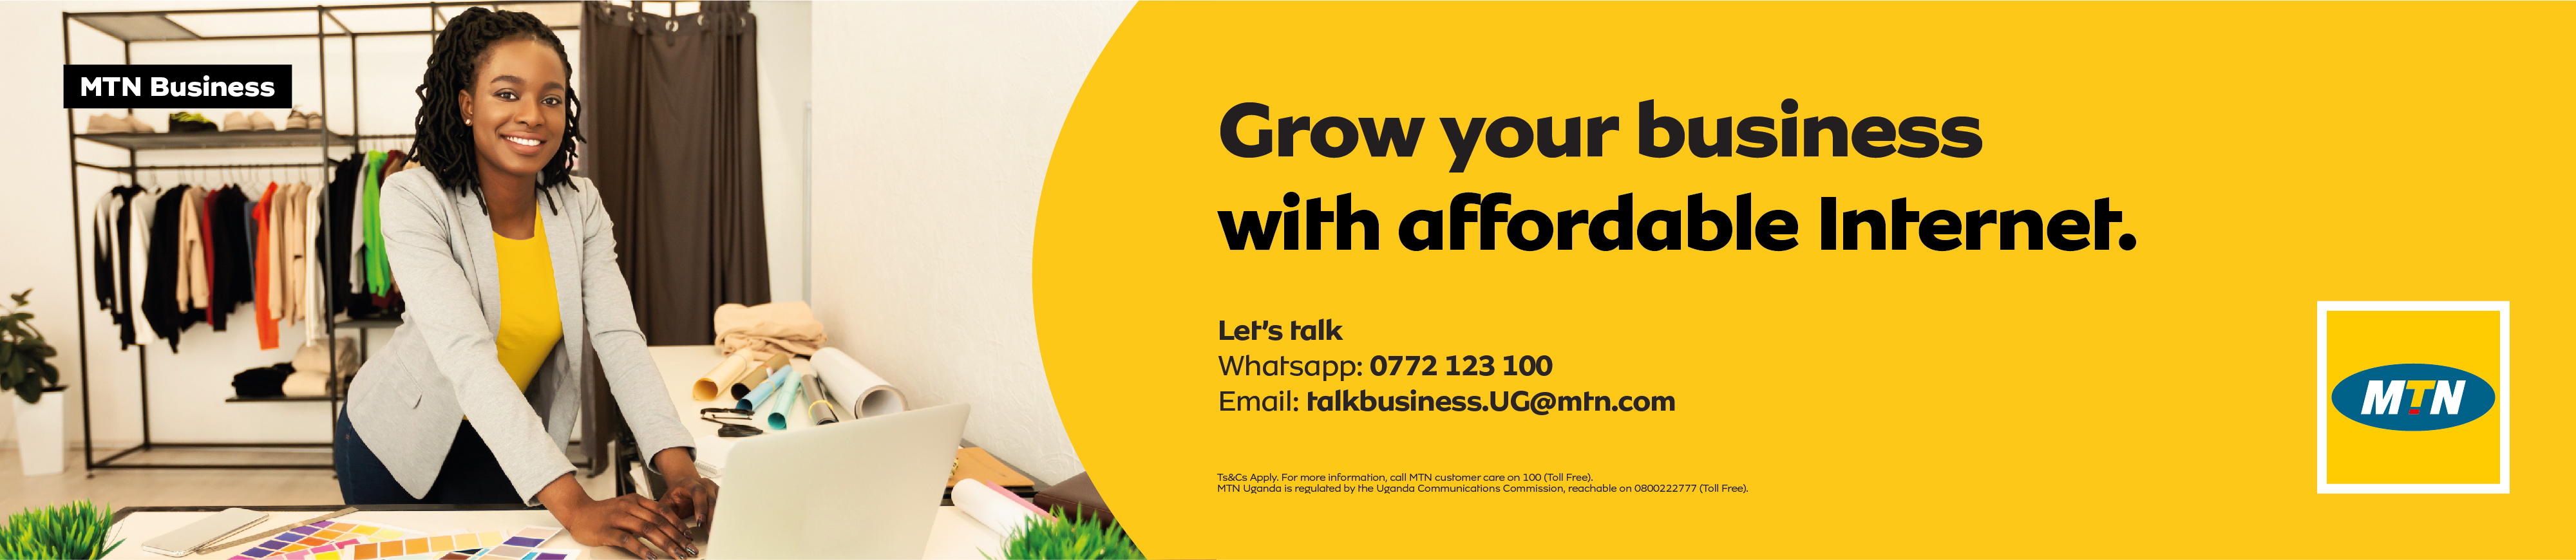 MTN Business
Grow your business
with affordable Internet.
Let's talk
Whatsapp: 0772 123 100
Email: talkbusiness.UG@mtn.com
Ts&Cs Apply. For more information, call MTN customer care on 100 (Toll Free).
MTN Uganda is regulated by the Uganda Communications Commission, reachable on 0800222777 (Toll Free).
MTN